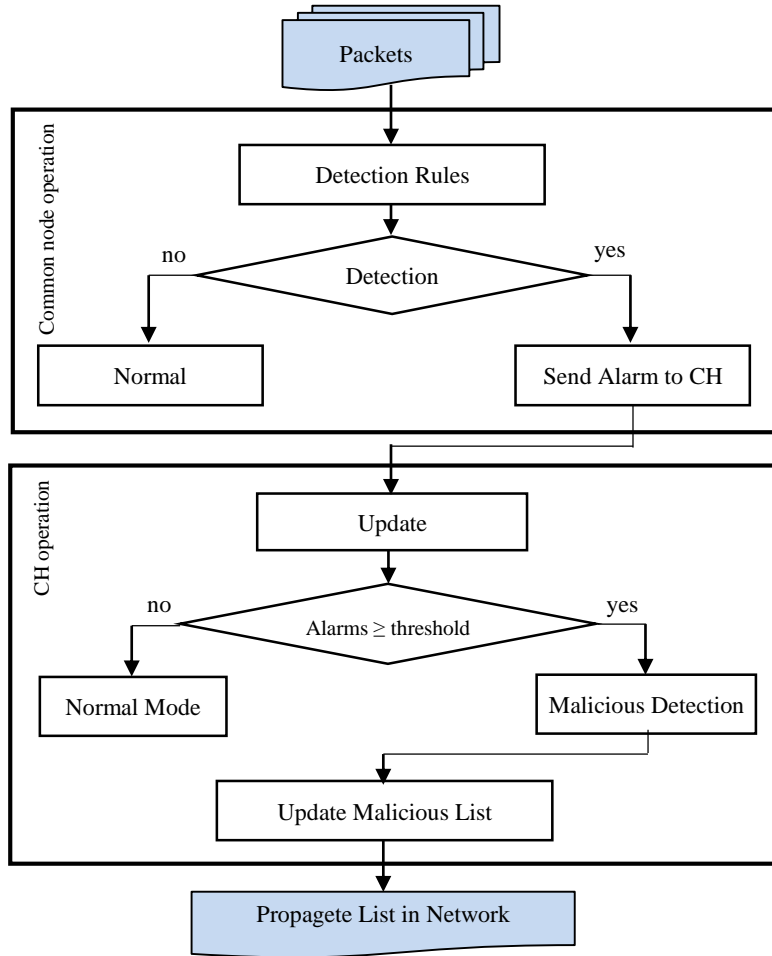 Packets
Common node operation
Detection Rules
no
yes
Detection
Normal
Send Alarm to CH
CH operation
Update
no
yes
Alarms ≥ threshold
Normal Mode
Malicious Detection
Update Malicious List
Propagete List in Network